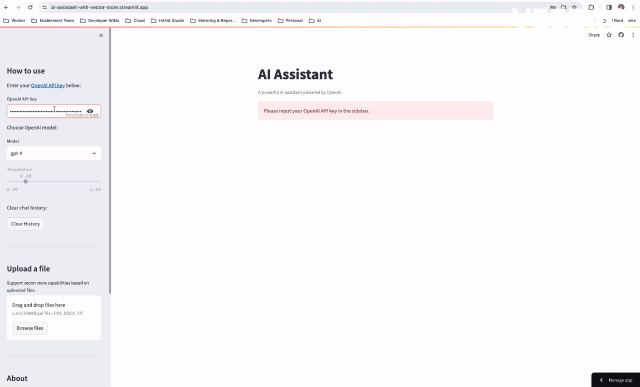 ai-assistant-with-vector-store.streamlit.app
Worker
Enablement Team
Developer Wikis
Cloud
HANA Studio
Metering & Repor...
Developers
Personal
AI
Share
How to use
Enter your OpenAI API key below:
OpenAI API Key
Press Enter to apply
Choose OpenAI model:
Model
gpt-4
Temperature
0.00
1.00
Clear chat history:
Clear History
Upload a file
Support vector store capabilities based on
uploaded files.
Drag and drop files here
Limit 200MB per file • PDF, DOCX, TXT
Browse files
About
AI Assistant
A powerful AI assistant powered by OpenAI
Please input your OpenAI API key in the sidebar.
Manage app